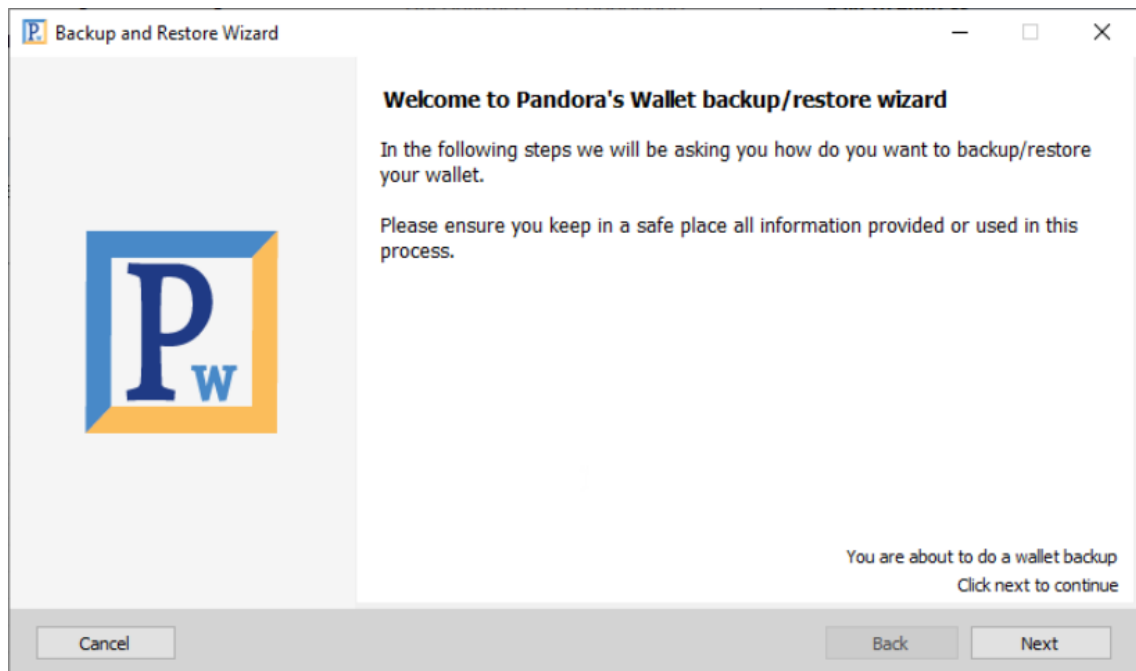 Backup and Restore Wizard
Welcome to Pandora's Wallet backup/restore wizard
In the following steps we will be asking you how do you want to backup/restore
your wallet.
Please ensure you keep in a safe place all information provided or used in this
process.
P
W
You are about to do a wallet backup
Click next to continue
Cancel
Back
Next